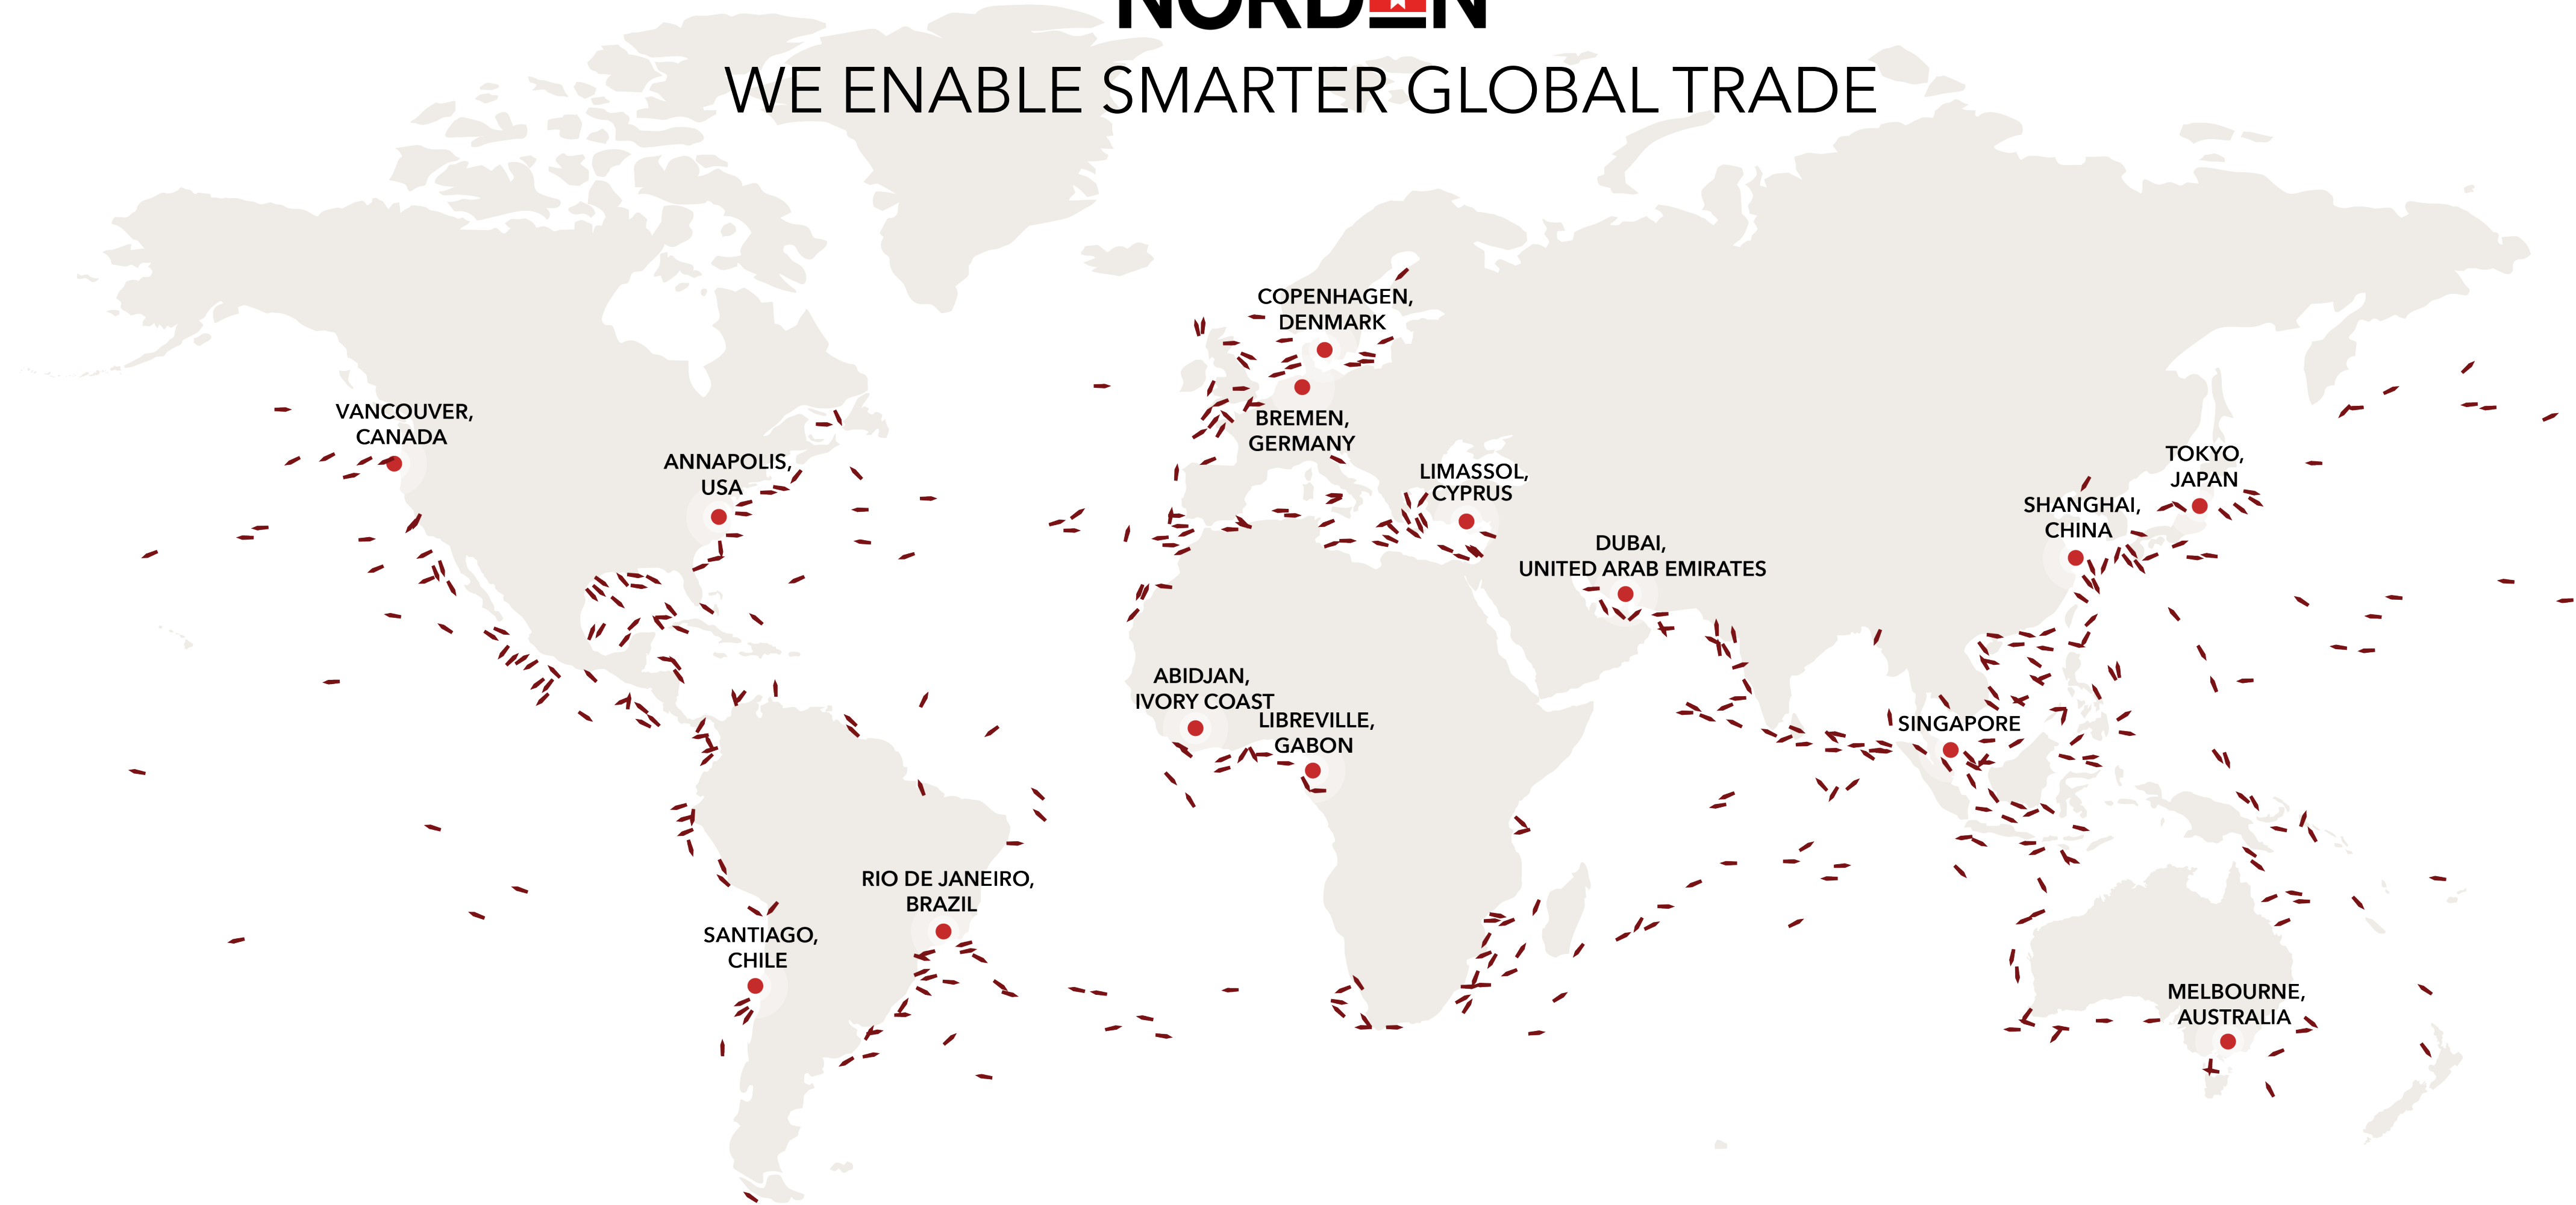 NORDEN
WE ENABLE SMARTER GLOBAL TRADE
COPENHAGEN,
DENMARK
VANCOUVER,
CANADA
BREMEN,
GERMANY
ANNAPOLIS,
USA
LIMASSOL,
CYPRUS
TOKYO,
JAPAN
SHANGHAI,
CHINA
DUBAI,
UNITED ARAB EMIRATES
ABIDJAN,
IVORY COAST
LIBREVILLE,
GABON
SINGAPORE
RIO DE JANEIRO,
BRAZIL
SANTIAGO,
CHILE
MELBOURNE,
AUSTRALIA